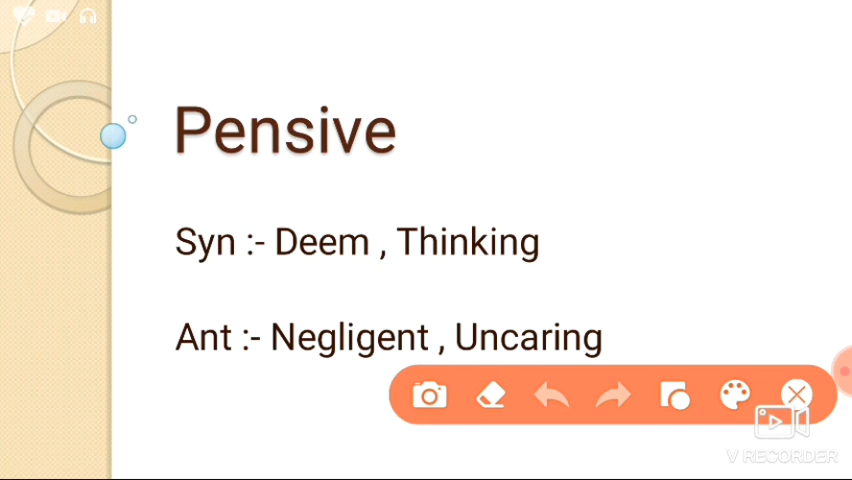 Pensive
Syn :- Deem , Thinking
Ant :- Negligent , Uncaring
V RECORDER